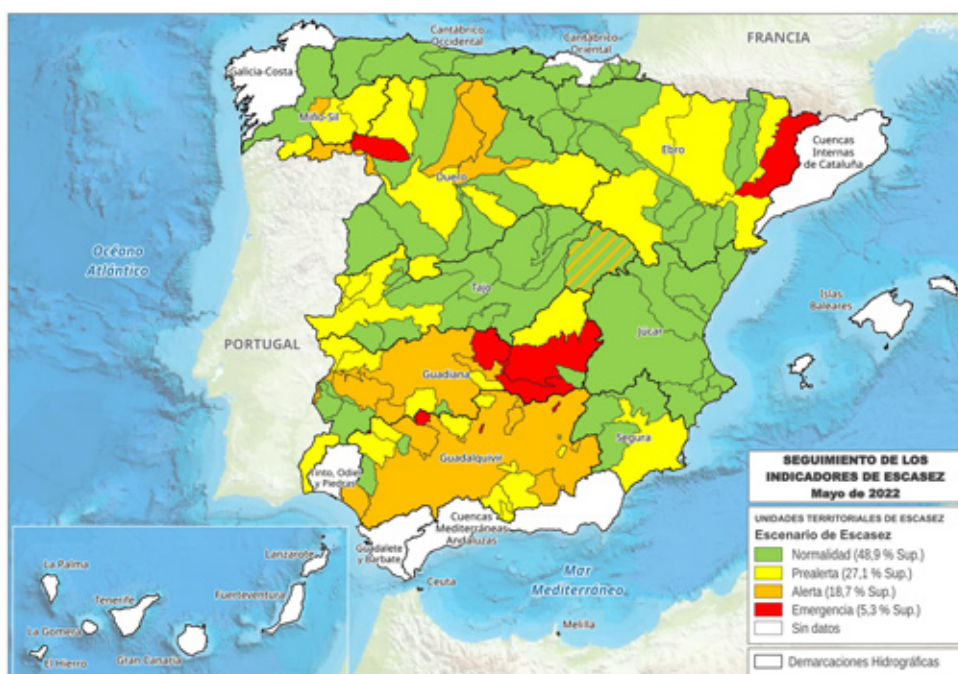 Cantábrico
Occidental
Cantábrico
Oriental
FRANCIA
Galicia-Costa
Miño-Sil
Ebro
Cuencas
Internas
de Cataluña
Duero
Océano
Atlántico
Tajo
Islas
Baleares
PORTUGAL
Júcar
Guadiana
Segura
Guadalquivir
Tinto, Odiel
y Piedras
Cuencas
Mediterráneas
Andaluzas
Guadalete
y Barbate
Ceuta
Mar
Mediterráneo
Melilla
La Palma
Lanzarote
Tenerife
Fuerteventura
La Gomera
El Hierro
Gran Canaria
SEGUIMIENTO DE LOS
INDICADORES DE ESCASEZ
Mayo de 2022
UNIDADES TERRITORIALES DE ESCASEZ
Escenario de Escasez
Normalidad (48,9 % Sup.)
Prealerta (27,1 % Sup.)
Alerta (18,7 % Sup.)
Emergencia (5,3 % Sup.)
Sin datos
Demarcaciones Hidrográficas